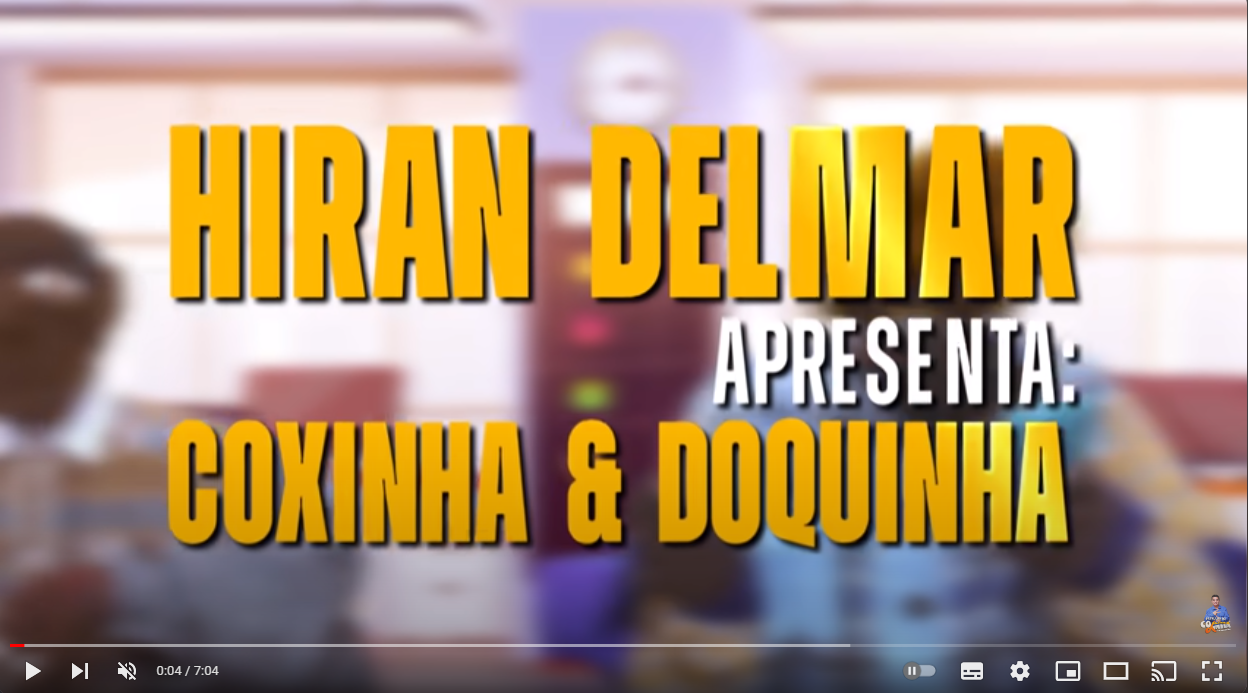 HIRAN DELMAR
APRESENTA:
COXINHA & DOQUINHA
0:04 / 7:04